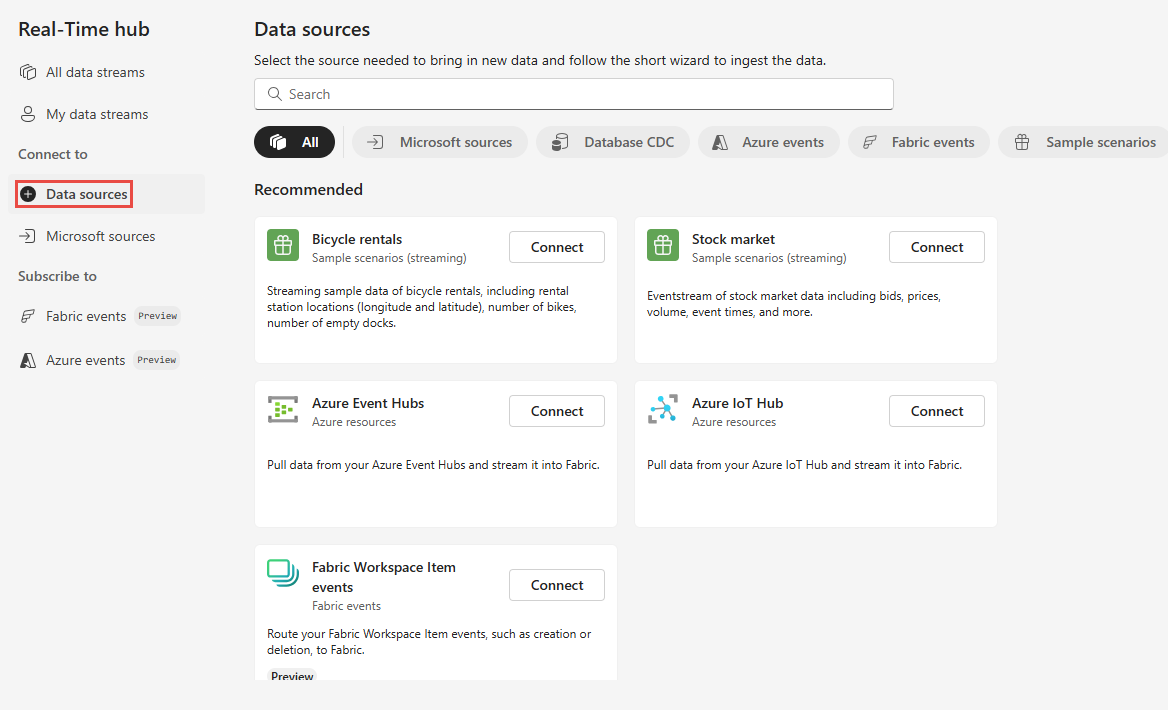 Real-Time hub
All data streams
My data streams
Connect to
Data sources
Microsoft sources
Subscribe to
Fabric events Preview
Azure events Preview
Data sources
Select the source needed to bring in new data and follow the short wizard to ingest the data.
Search
All Microsoft sources Database CDC Azure events Fabric events Sample scenarios
Recommended
Bicycle rentals
Sample scenarios (streaming)
Connect
Streaming sample data of bicycle rentals, including rental
station locations (longitude and latitude), number of bikes,
number of empty docks.
Stock market
Sample scenarios (streaming)
Connect
Eventstream of stock market data including bids, prices,
volume, event times, and more.
Azure Event Hubs
Azure resources
Connect
Pull data from your Azure Event Hubs and stream it into Fabric.
Azure IoT Hub
Azure resources
Connect
Pull data from your Azure IoT Hub and stream it into Fabric.
Fabric Workspace Item
events
Fabric events
Connect
Route your Fabric Workspace Item events, such as creation or
deletion, to Fabric.
Preview